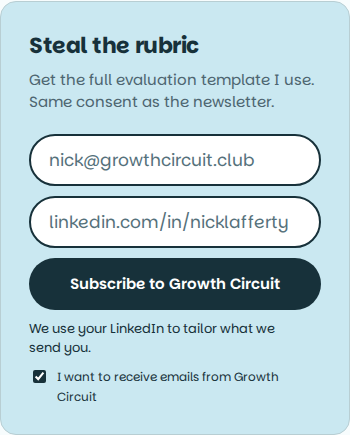 Steal the rubric
Get the full evaluation template I use.
Same consent as the newsletter.
nick@growthcircuit.club
linkedin.com/in/nicklafferty
Subscribe to Growth Circuit
We use your LinkedIn to tailor what we
send you.
I want to receive emails from Growth
Circuit